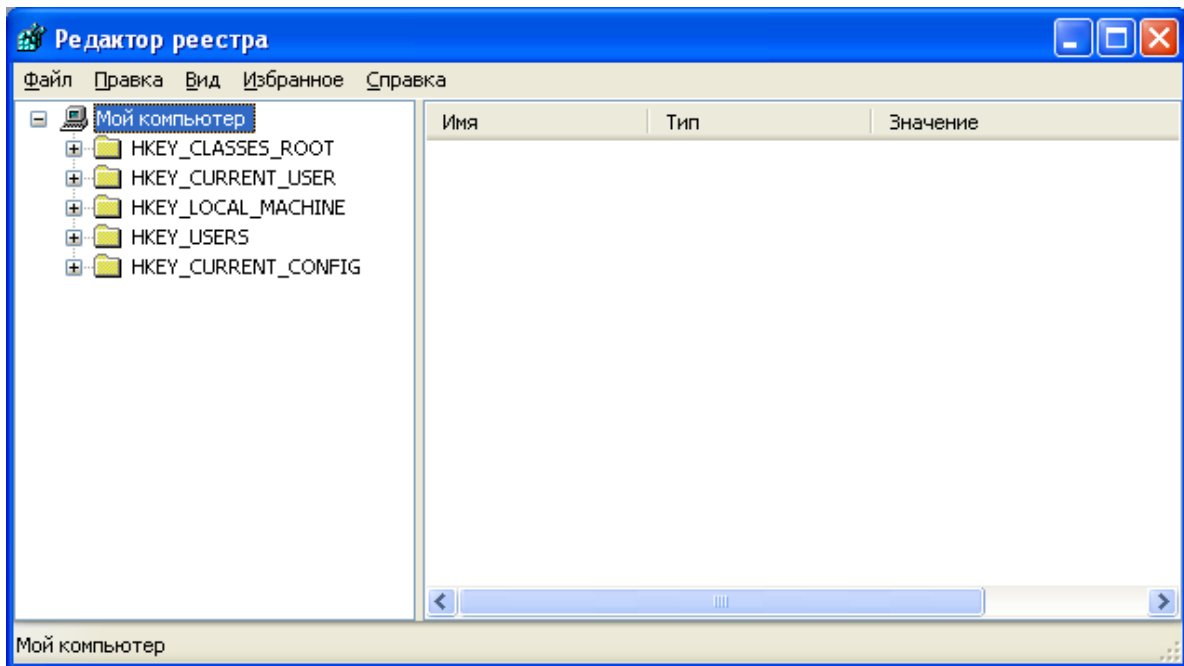 Редактор реестра
Файл Правка Вид Избранное Справка
Мой компьютер Имя Тип Значение
HKEY_CLASSES_ROOT
HKEY_CURRENT_USER
HKEY_LOCAL_MACHINE
HKEY_USERS
HKEY_CURRENT_CONFIG
Мой компьютер